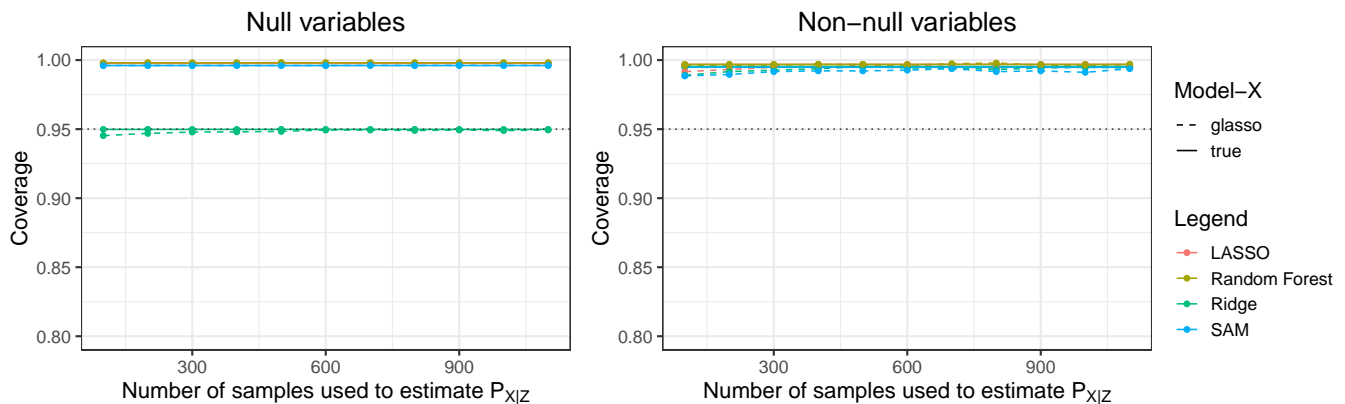 Null variables
Non−null variables
1.00
0.95
0.90
0.85
0.80
Coverage
300
600
900
Number of samples used to estimate P_X|Z
1.00
0.95
0.90
0.85
0.80
Coverage
300
600
900
Number of samples used to estimate P_X|Z
Model−X
glasso
true
Legend
LASSO
Random Forest
Ridge
SAM